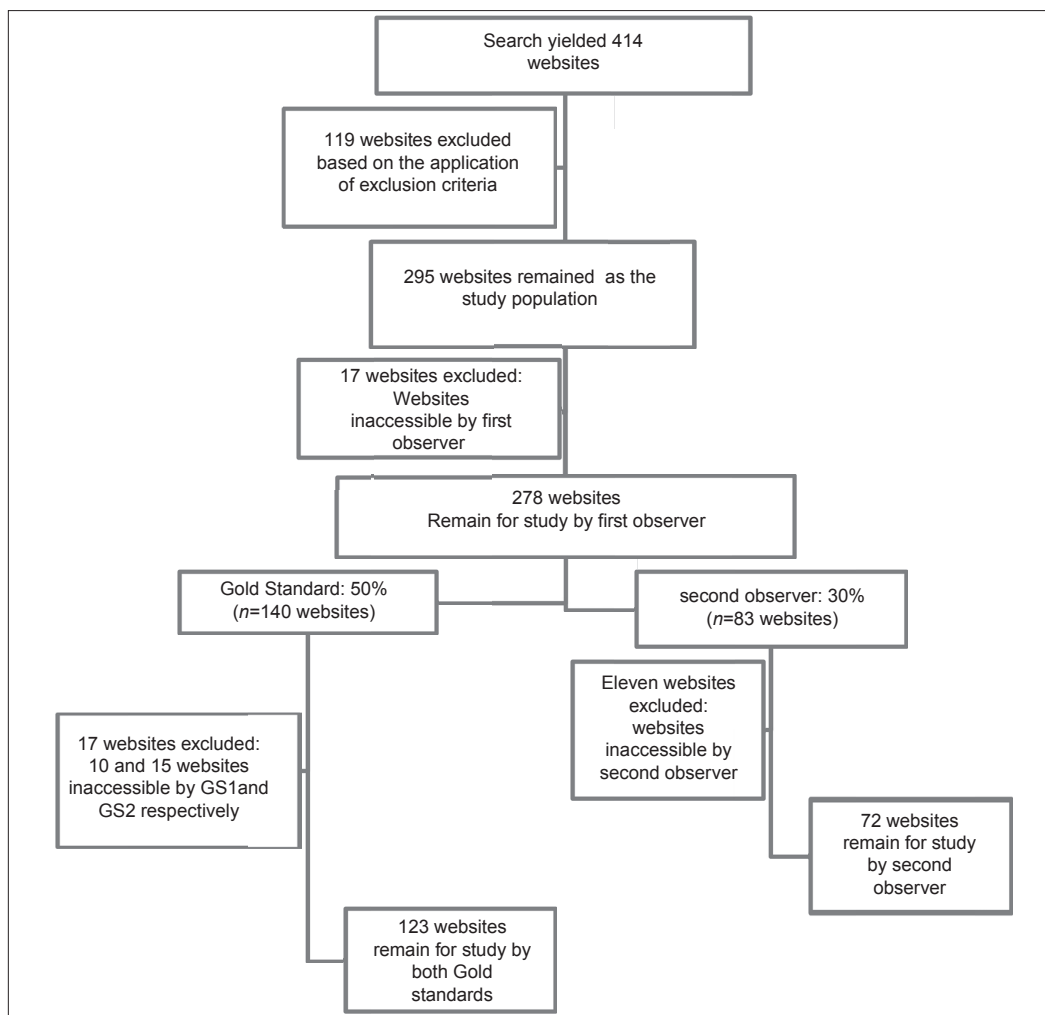 Search yielded 414
websites
119 websites excluded
based on the application
of exclusion criteria
295 websites remained as the
study population
17 websites excluded:
Websites
inaccessible by first
observer
278 websites
Remain for study by first observer
Gold Standard: 50%
(n=140 websites)
second observer: 30%
(n=83 websites)
Eleven websites
excluded:
websites
inaccessible by
second observer
17 websites excluded:
10 and 15 websites
inaccessible by GS1and
GS2 respectively
72 websites
remain for study
by second
observer
123 websites
remain for study by
both Gold
standards